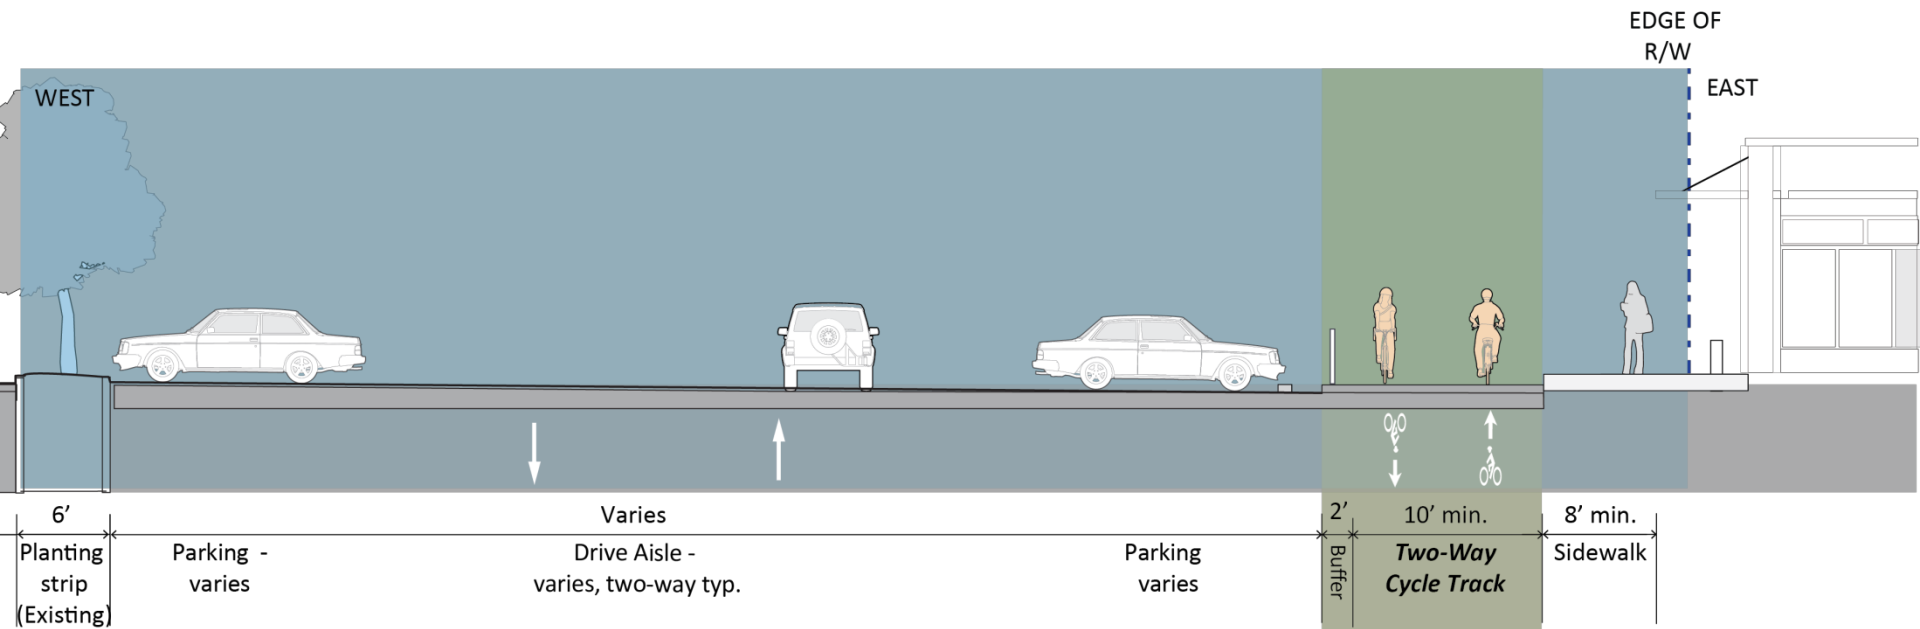 EDGE OF
R/W
WEST
EAST
6'
Varies
2'
10' min.
8' min.
Planting
strip
(Existing)
Parking -
varies
Drive Aisle -
varies, two-way typ.
Parking
varies
Buffer
Two-Way
Cycle Track
Sidewalk